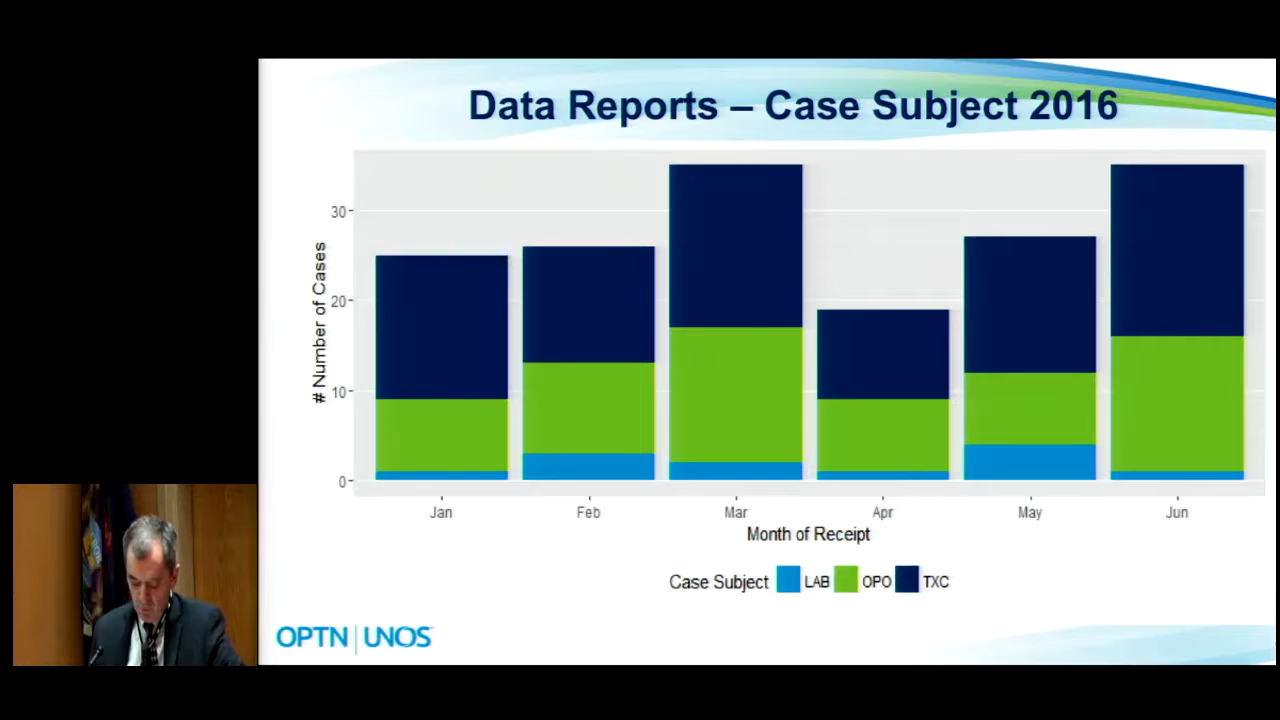 Data Reports – Case Subject 2016
# Number of Cases
30
20
10
0
Jan Feb Mar Apr May Jun
Month of Receipt
Case Subject LAB OPO TXC
OPTN | UNOS